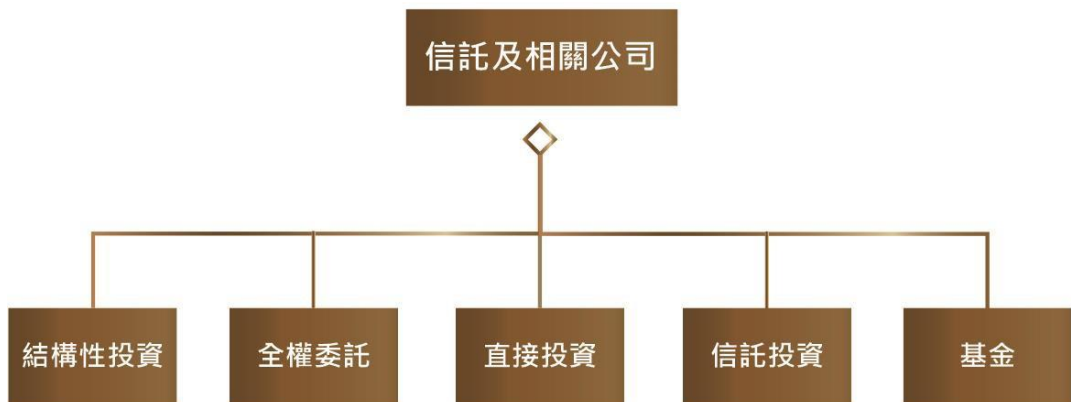 信託及相關公司
結構性投資
全權委託
直接投資
信託投資
基金